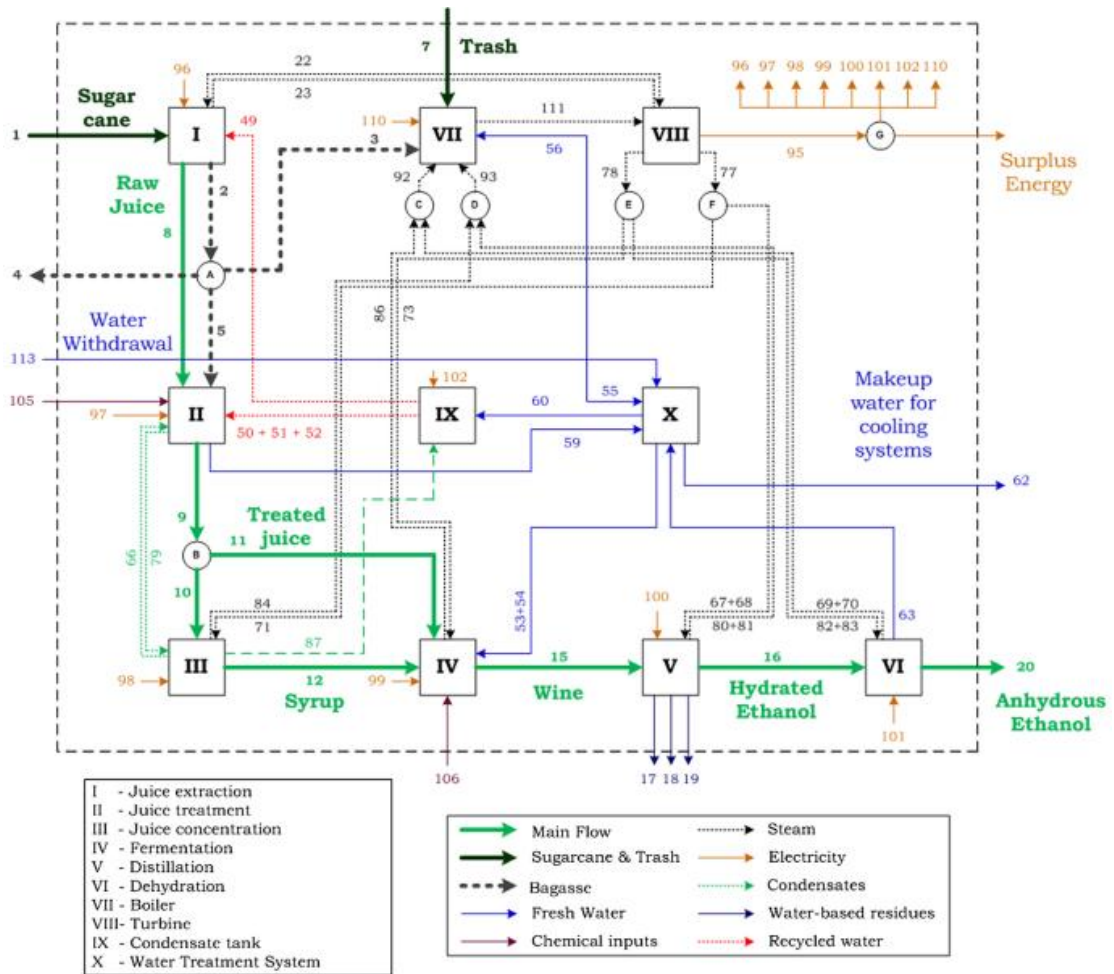 7
Trash
96 97 98 99 100 101 102 110
22
23
96
Sugar
cane
49
110
111
1
I
VII
VIII
G
3
56
95
Surplus
Energy
92
93
78
77
Raw
Juice
2
C
D
E
F
8
4
A
86
73
5
Water
Withdrawal
113
102
Makeup
water for
cooling
systems
55
105
II
IX
60
X
97
50 + 51 + 52
59
62
9
Treated
juice
11
B
66
79
10
53+54
84
71
100
67+68
80+81
69+70
82+83
63
87
III
IV
15
V
16
VI
20
98
12
99
Syrup
Wine
Hydrated
Ethanol
Anhydrous
Ethanol
101
106
17 18 19
I - Juice extraction
II - Juice treatment
III - Juice concentration
IV - Fermentation
V - Distillation
VI - Dehydration
VII - Boiler
VIII- Turbine
IX - Condensate tank
X - Water Treatment System
Main Flow
Sugarcane & Trash
Bagasse
Fresh Water
Chemical inputs
Steam
Electricity
Condensates
Water-based residues
Recycled water